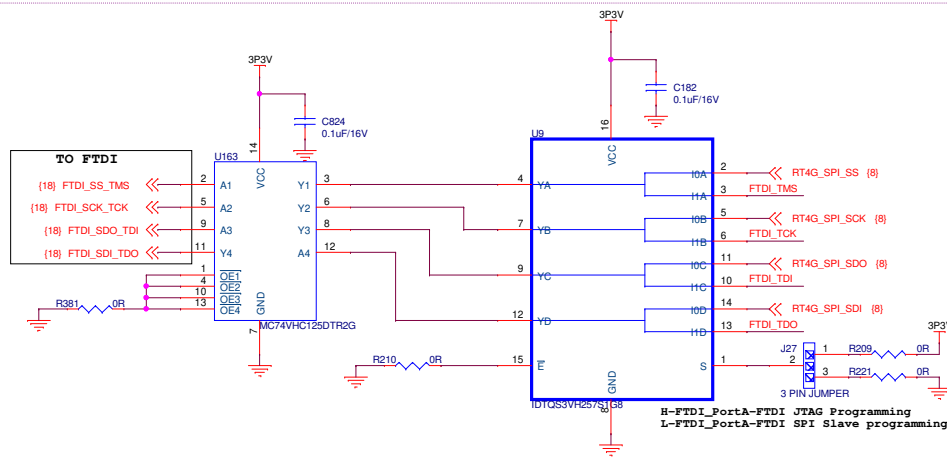 3P3V
3P3V
C182
0.1uF/16V
C824
0.1uF/16V
TO FTDI
U163
14
VCC
U9
16
VCC
{18} FTDI_SS_TMS
2
A1
Y1
3
4
YA
I0A
2
RT4G_SPI_SS {8}
I1A
3
FTDI_TMS
{18} FTDI_SCK_TCK
5
A2
Y2
6
7
YB
I0B
5
RT4G_SPI_SCK {8}
I1B
6
FTDI_TCK
{18} FTDI_SDO_TDI
9
A3
Y3
8
9
YC
I0C
11
RT4G_SPI_SDO {8}
I1C
10
FTDI_TDI
{18} FTDI_SDI_TDO
11
Y4
A4
12
12
YD
I0D
14
RT4G_SPI_SDI {8}
I1D
13
FTDI_TDO
1
OE1
4
OE2
10
OE3
13
OE4
R381
0R
GND
7
MC74VHC125DTR2G
R210
0R
15
E
S
1
GND
8
IDTQS3VH257S1G8
J27
1
2
3
3 PIN JUMPER
R209
0R
3P3V
R221
0R
H-FTDI_PortA-FTDI JTAG Programming
L-FTDI_PortA-FTDI SPI Slave programming